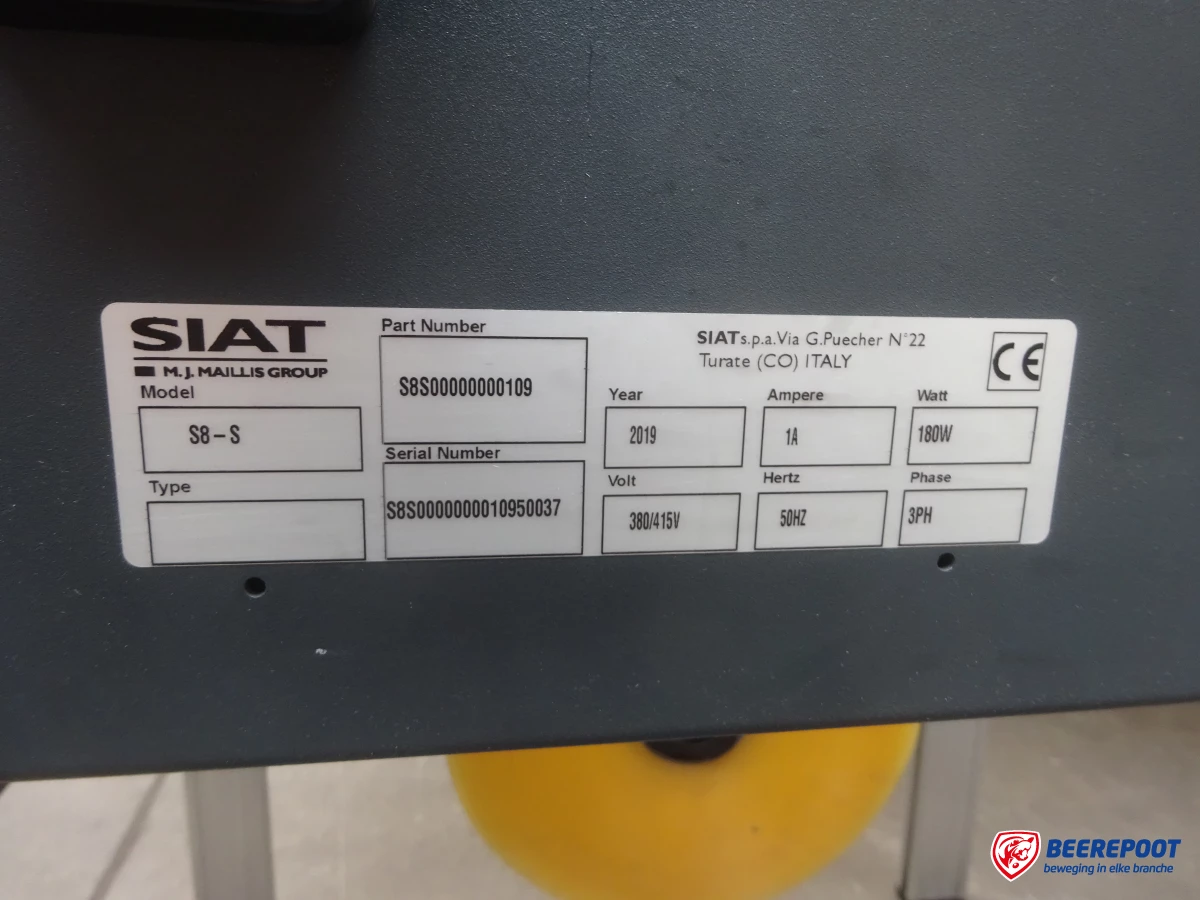 SIAT
M.J. MAILLIS GROUP
Model
S8-S
Type
Part Number
S8S00000000109
Serial Number
S8S0000000010950037
SIAT s.p.a. Via G.Puecher N°22
Turate (CO) ITALY
CE
Year
2019
Ampere
1A
Watt
180W
Volt
380/415V
Hertz
50HZ
Phase
3PH
BEEREPOOT
beweging in elke branche